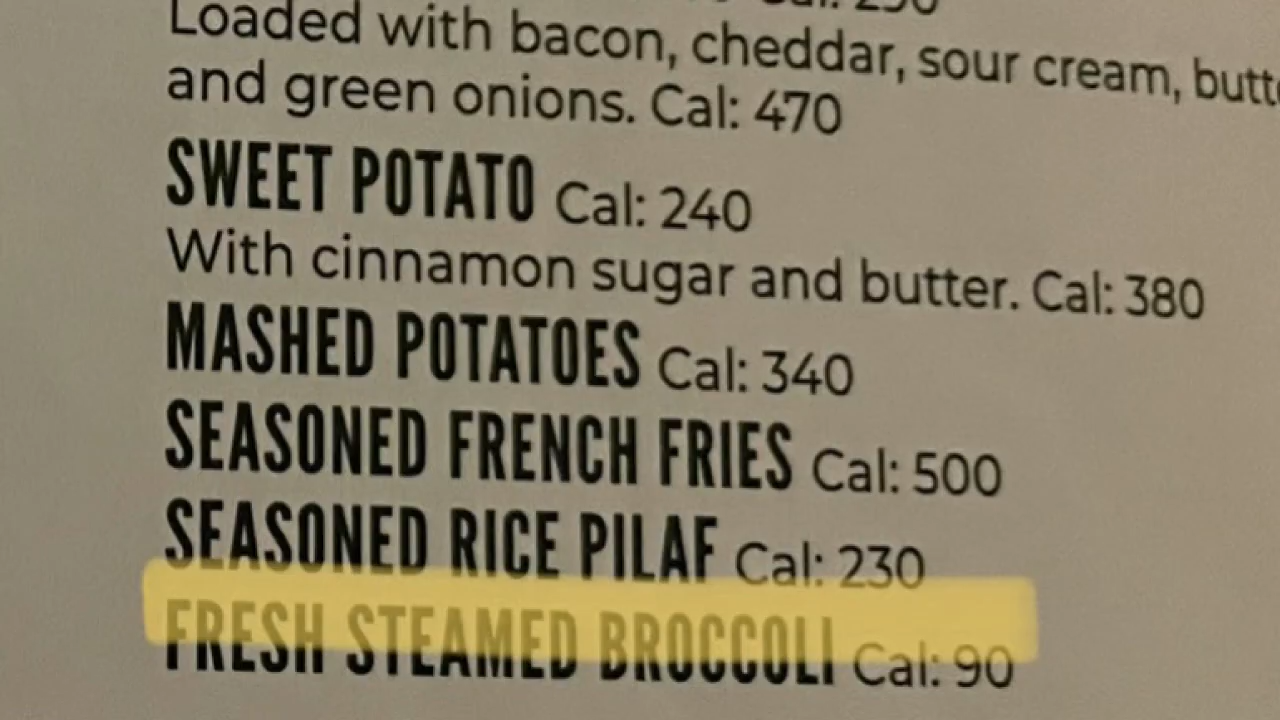 Cal: 250
Loaded with bacon, cheddar, sour cream,
and green onions. Cal: 470
SWEET POTATO Cal: 240
With cinnamon sugar and butter. Cal: 380
MASHED POTATOES Cal: 340
SEASONED FRENCH FRIES Cal: 500
SEASONED RICE PILAF Cal: 230
FRESH STEAMED BROCCOLI Cal: 90